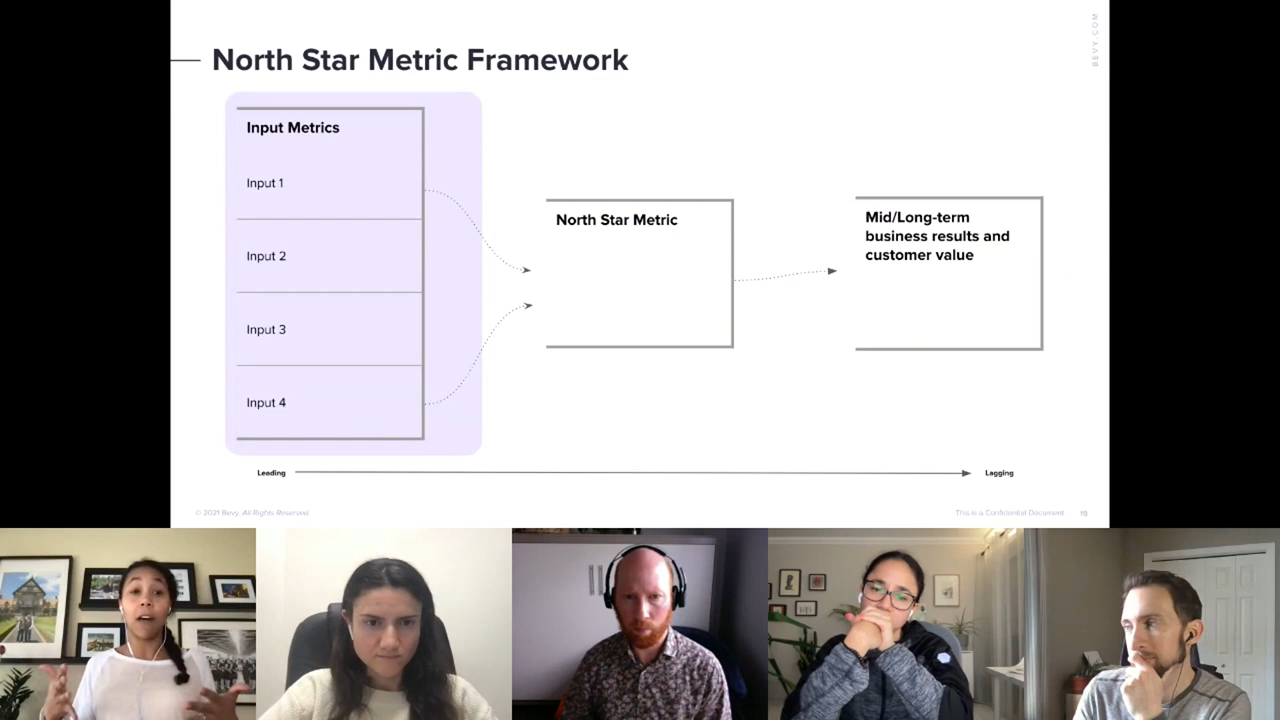 BEVY.COM
North Star Metric Framework
Input Metrics
Input 1
Input 2
Input 3
Input 4
North Star Metric
Mid/Long-term
business results and
customer value
Leading
Lagging
© 2021 Bevy. All Rights Reserved.
This is a Confidential Document